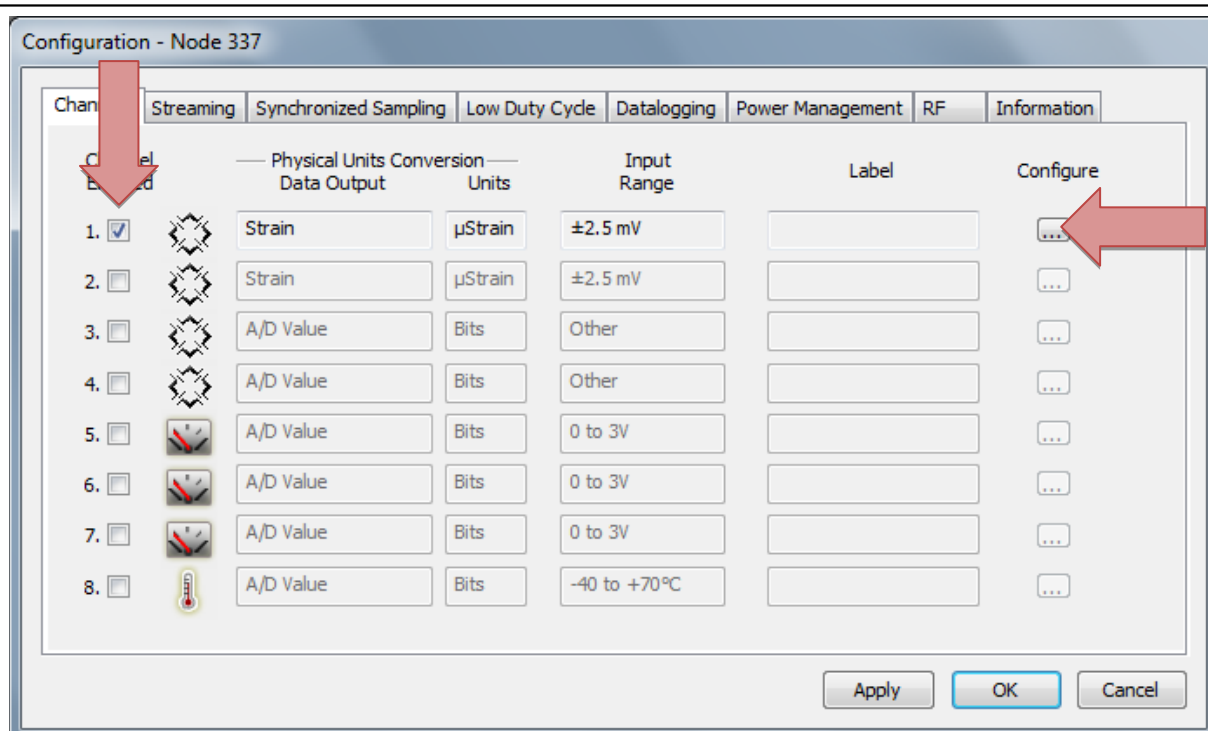 Configuration - Node 337
Streaming Synchronized Sampling Low Duty Cycle Datalogging Power Management RF Information
Physical Units Conversion Input
Data Output Units Range Label Configure
1. Strain µStrain ±2.5 mV ...
2. Strain µStrain ±2.5 mV ...
3. A/D Value Bits Other ...
4. A/D Value Bits Other ...
5. A/D Value Bits 0 to 3V ...
6. A/D Value Bits 0 to 3V ...
7. A/D Value Bits 0 to 3V ...
8. A/D Value Bits -40 to +70°C ...
Apply OK Cancel